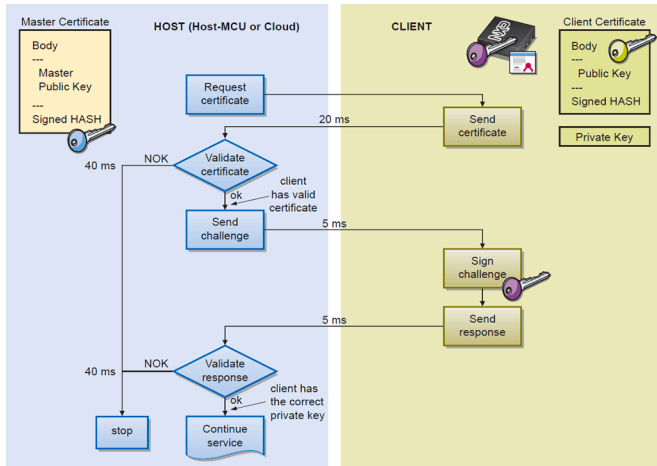 Master Certificate
HOST (Host-MCU or Cloud)
CLIENT
Client Certificate
Body
---
Master
Public Key
---
Signed HASH
NXP
Body
---
Public Key
---
Signed HASH
Private Key
Request
certificate
Send
certificate
20 ms
40 ms
NOK
Validate
certificate
ok
client
has valid
certificate
Send
challenge
5 ms
Sign
challenge
Send
response
5 ms
40 ms
NOK
Validate
response
ok
client has
the correct
private key
stop
Continue
service